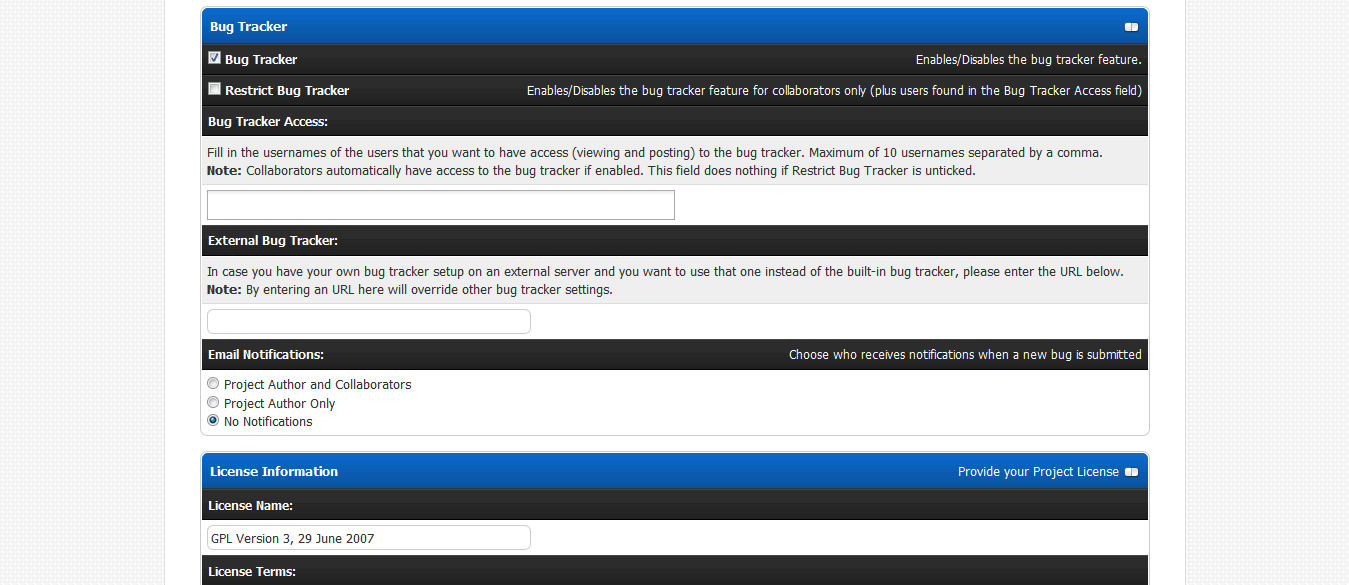 Bug Tracker
Bug Tracker Enables/Disables the bug tracker feature.
Restrict Bug Tracker Enables/Disables the bug tracker feature for collaborators only (plus users found in the Bug Tracker Access field)
Bug Tracker Access:
Fill in the usernames of the users that you want to have access (viewing and posting) to the bug tracker. Maximum of 10 usernames separated by a comma.
Note: Collaborators automatically have access to the bug tracker if enabled. This field does nothing if Restrict Bug Tracker is unticked.
External Bug Tracker:
In case you have your own bug tracker setup on an external server and you want to use that one instead of the built-in bug tracker, please enter the URL below.
Note: By entering an URL here will override other bug tracker settings.
Email Notifications: Choose who receives notifications when a new bug is submitted
Project Author and Collaborators
Project Author Only
No Notifications
License Information Provide your Project License
License Name:
GPL Version 3, 29 June 2007
License Terms: